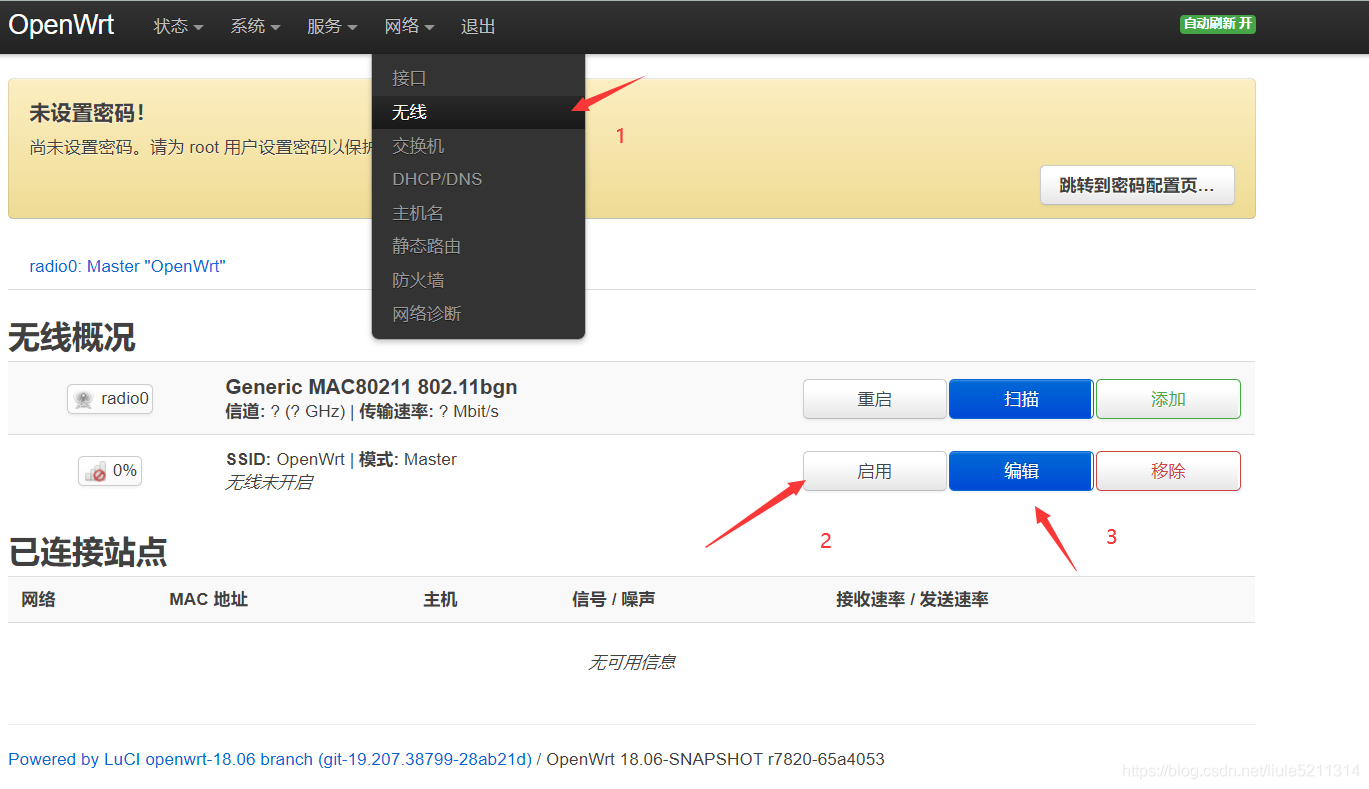 OpenWrt 状态 系统 服务 网络 退出 自动刷新 开
接口
无线
交换机
DHCP/DNS
主机名
静态路由
防火墙
网络诊断
1
未设置密码！
尚未设置密码。请为 root 用户设置密码以保护
跳转到密码配置页...
radio0: Master "OpenWrt"
无线概况
radio0
Generic MAC80211 802.11bgn
信道: ? (? GHz) | 传输速率: ? Mbit/s
重启 扫描 添加
0%
SSID: OpenWrt | 模式: Master
无线未开启
启用 编辑 移除
2
3
已连接站点
网络 MAC 地址 主机 信号 / 噪声 接收速率 / 发送速率
无可用信息
Powered by LuCI openwrt-18.06 branch (git-19.207.38799-28ab21d) / OpenWrt 18.06-SNAPSHOT r7820-65a4053
https://blog.csdn.net/liule5211314